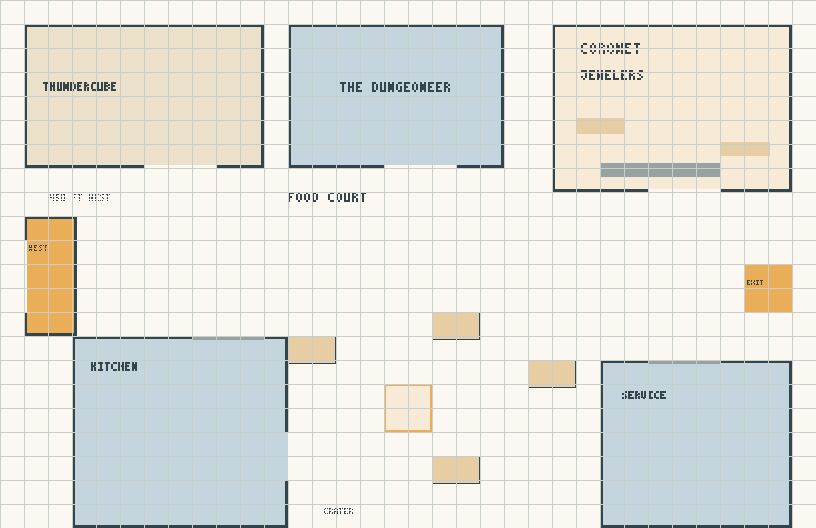 CORONET
JEWELERS
THUNDERCUBE
THE DUNGEONEER
FOOD COURT
WEST
EXIT
KITCHEN
SERVICE
CRATER